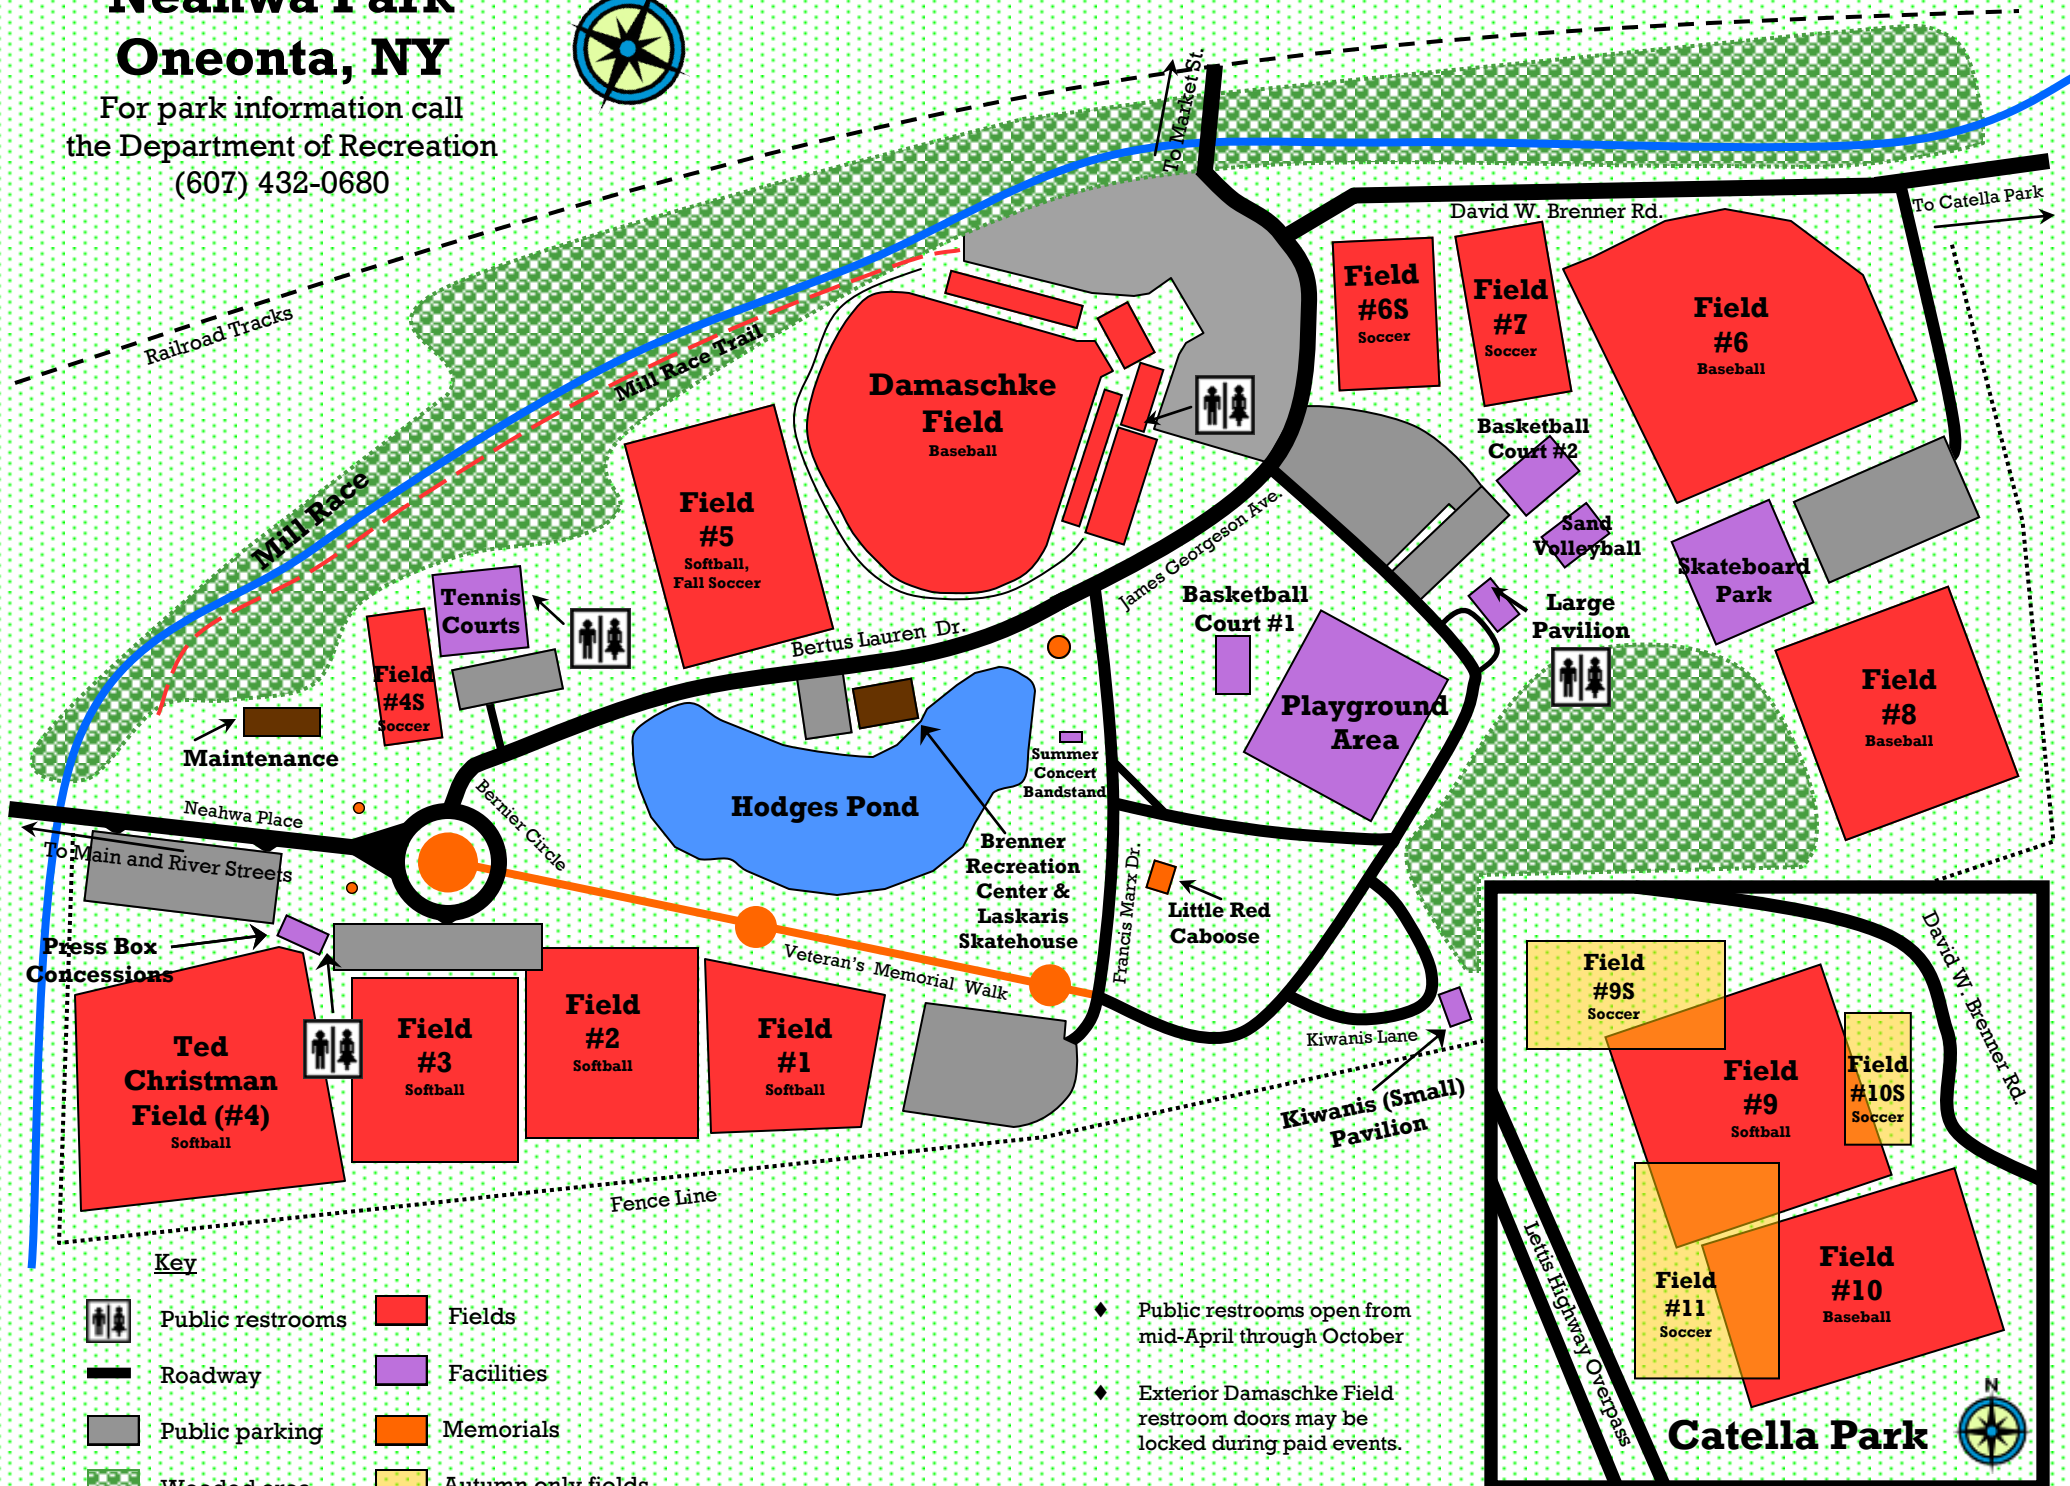 Neahwa Park
Oneonta, NY
For park information call
the Department of Recreation
(607) 432-0680
To Market St.
Railroad Tracks
David W. Brenner Rd.
To Catella Park
Mill Race Trail
Mill Race
Field
#6S
Soccer
Field
#7
Soccer
Field
#6
Baseball
Damaschke
Field
Baseball
Field
#5
Softball,
Fall Soccer
Basketball
Court #2
Sand
Volleyball
Skateboard
Park
Large
Pavilion
James Georgeson Ave.
Basketball
Court #1
Tennis
Courts
Field
#4S
Soccer
Bertus Lauren Dr.
Playground
Area
Field
#8
Baseball
Maintenance
Summer
Concert
Bandstand
Hodges Pond
Neahwa Place
Bernier Circle
To Main and River Streets
Brenner
Recreation
Center &
Laskaris
Skatehouse
Francis Marx Dr.
Little Red
Caboose
Press Box
Concessions
Veteran's Memorial Walk
Ted
Christman
Field (#4)
Softball
Field
#3
Softball
Field
#2
Softball
Field
#1
Softball
Kiwanis Lane
Kiwanis (Small)
Pavilion
Fence Line
David W. Brenner Rd
Field
#9S
Soccer
Field
#9
Softball
Field
#10S
Soccer
Field
#11
Soccer
Field
#10
Baseball
Lettis Highway Overpass
N
Catella Park
Key
Public restrooms
Roadway
Public parking
Wooded area
Fields
Facilities
Memorials
Autumn only fields
♦ Public restrooms open from
mid-April through October
♦ Exterior Damaschke Field
restroom doors may be
locked during paid events.